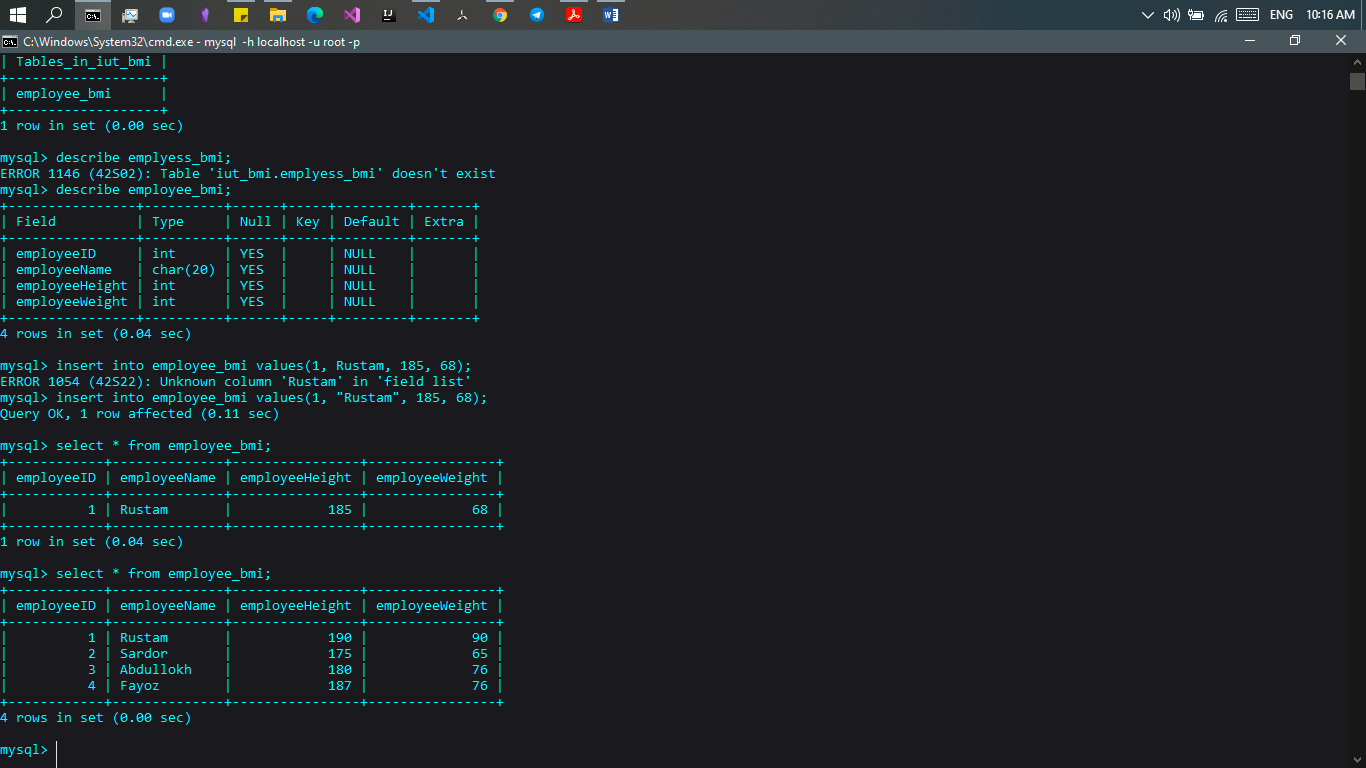 ENG 10:16 AM
C:\Windows\System32\cmd.exe - mysql  -h localhost -u root -p
| Tables_in_iut_bmi |
+-------------------+
| employee_bmi      |
+-------------------+
1 row in set (0.00 sec)
mysql> describe emplyess_bmi;
ERROR 1146 (42S02): Table 'iut_bmi.emplyess_bmi' doesn't exist
mysql> describe employee_bmi;
+----------------+----------+------+-----+---------+-------+
| Field          | Type     | Null | Key | Default | Extra |
+----------------+----------+------+-----+---------+-------+
| employeeID     | int      | YES  |     | NULL    |       |
| employeeName   | char(20) | YES  |     | NULL    |       |
| employeeHeight | int      | YES  |     | NULL    |       |
| employeeWeight | int      | YES  |     | NULL    |       |
+----------------+----------+------+-----+---------+-------+
4 rows in set (0.04 sec)
mysql> insert into employee_bmi values(1, Rustam, 185, 68);
ERROR 1054 (42S22): Unknown column 'Rustam' in 'field list'
mysql> insert into employee_bmi values(1, "Rustam", 185, 68);
Query OK, 1 row affected (0.11 sec)
mysql> select * from employee_bmi;
+------------+--------------+----------------+----------------+
| employeeID | employeeName | employeeHeight | employeeWeight |
+------------+--------------+----------------+----------------+
|          1 | Rustam       |            185 |             68 |
+------------+--------------+----------------+----------------+
1 row in set (0.04 sec)
mysql> select * from employee_bmi;
+------------+--------------+----------------+----------------+
| employeeID | employeeName | employeeHeight | employeeWeight |
+------------+--------------+----------------+----------------+
|          1 | Rustam       |            190 |             90 |
|          2 | Sardor       |            175 |             65 |
|          3 | Abdullokh    |            180 |             76 |
|          4 | Fayoz        |            187 |             76 |
+------------+--------------+----------------+----------------+
4 rows in set (0.00 sec)
mysql>